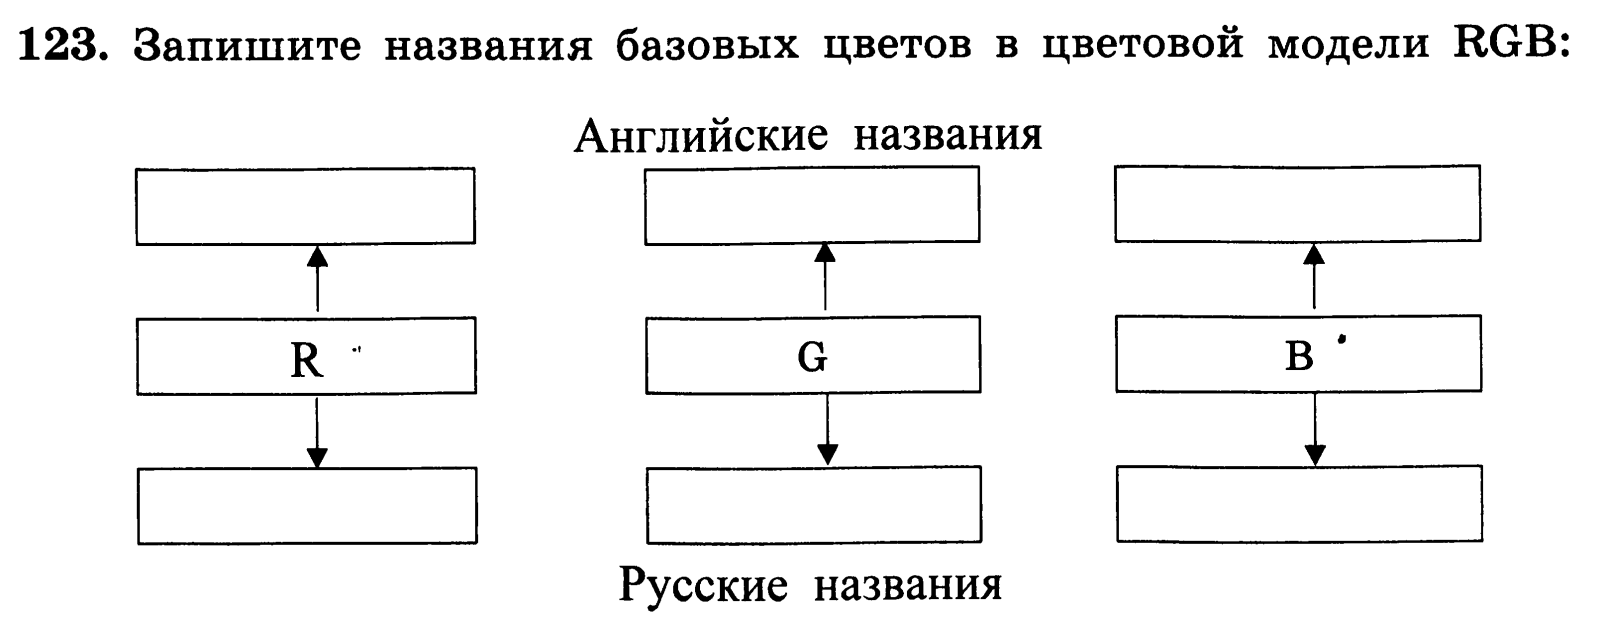 123. Запишите названия базовых цветов в цветовой модели RGB:
Английские названия
R G B
Русские названия